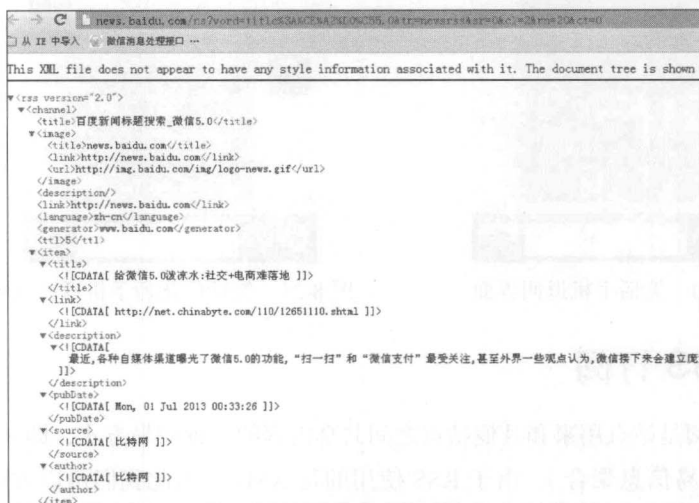 news.baidu.com/ns?word=title%3A%CE%A2%D0%C55.0&tn=newsrss&sr=0&cl=2&rn=20&ct=0
从 IE 中导入 微信消息处理接口 …
This XML file does not appear to have any style information associated with it. The document tree is shown
▼<rss version="2.0">
▼<channel>
<title>百度新闻标题搜索_微信5.0</title>
▼<image>
<title>news.baidu.com</title>
<link>http://news.baidu.com</link>
<url>http://img.baidu.com/img/logo-news.gif</url>
</image>
<description/>
<link>http://news.baidu.com</link>
<language>zh-cn</language>
<generator>www.baidu.com</generator>
<ttl>5</ttl>
▼<item>
▼<title>
<![CDATA[ 给微信5.0泼凉水:社交+电商难落地 ]]>
</title>
▼<link>
<![CDATA[ http://net.chinabyte.com/110/12651110.shtml ]]>
</link>
▼<description>
▼<![CDATA[
最近,各种自媒体渠道曝光了微信5.0的功能, “扫一扫” 和 “微信支付” 最受关注,甚至外界一些观点认为,微信接下来会建立庞
]]>
</description>
▼<pubDate>
<![CDATA[ Mon, 01 Jul 2013 00:33:26 ]]>
</pubDate>
▼<source>
<![CDATA[ 比特网 ]]>
</source>
▼<author>
<![CDATA[ 比特网 ]]>
</author>
</item>